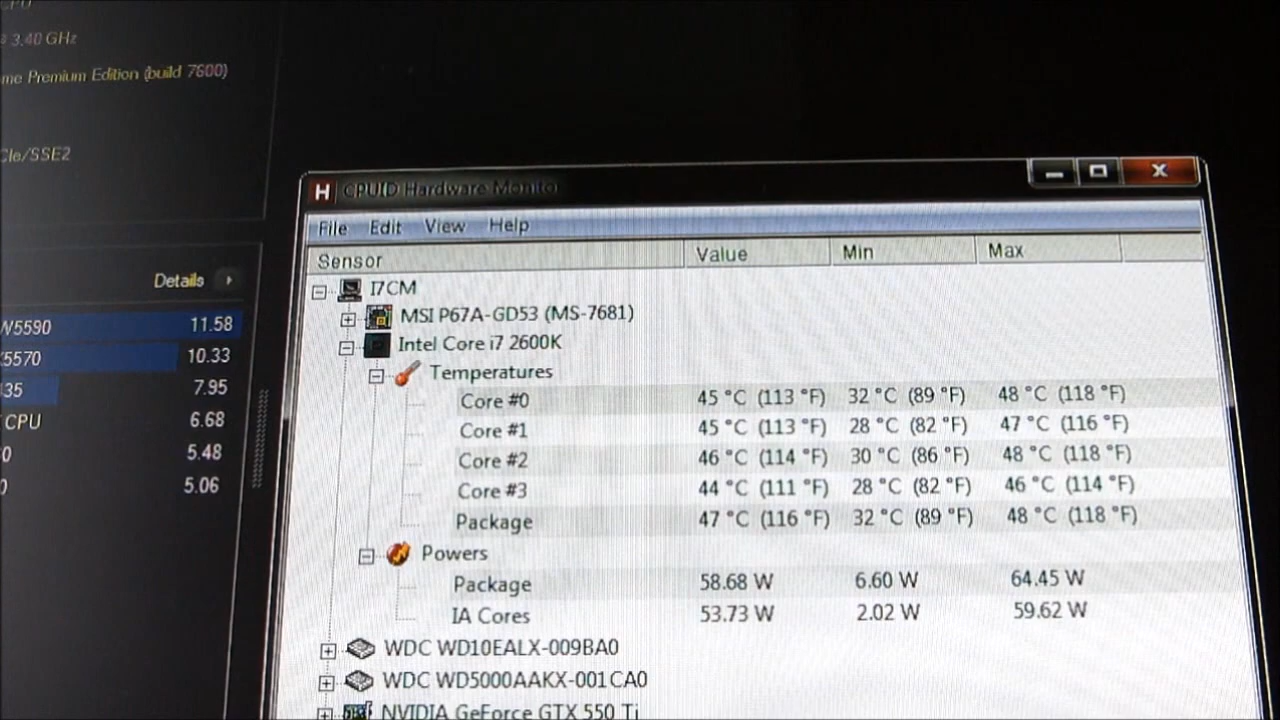 CPU
@ 3.40 GHz
me Premium Edition (build 7600)
CIe/SSE2
Details
W5590 11.58
5570 10.33
35 7.95
CPU 6.68
0 5.48
0 5.06
CPUID Hardware Monito
File Edit View Help
Sensor Value Min Max
I7CM
MSI P67A-GD53 (MS-7681)
Intel Core i7 2600K
Temperatures
Core #0 45 °C (113 °F) 32 °C (89 °F) 48 °C (118 °F)
Core #1 45 °C (113 °F) 28 °C (82 °F) 47 °C (116 °F)
Core #2 46 °C (114 °F) 30 °C (86 °F) 48 °C (118 °F)
Core #3 44 °C (111 °F) 28 °C (82 °F) 46 °C (114 °F)
Package 47 °C (116 °F) 32 °C (89 °F) 48 °C (118 °F)
Powers
Package 58.68 W 6.60 W 64.45 W
IA Cores 53.73 W 2.02 W 59.62 W
WDC WD10EALX-009BA0
WDC WD5000AAKX-001CA0
NVIDIA GeForce GTX 550 Ti